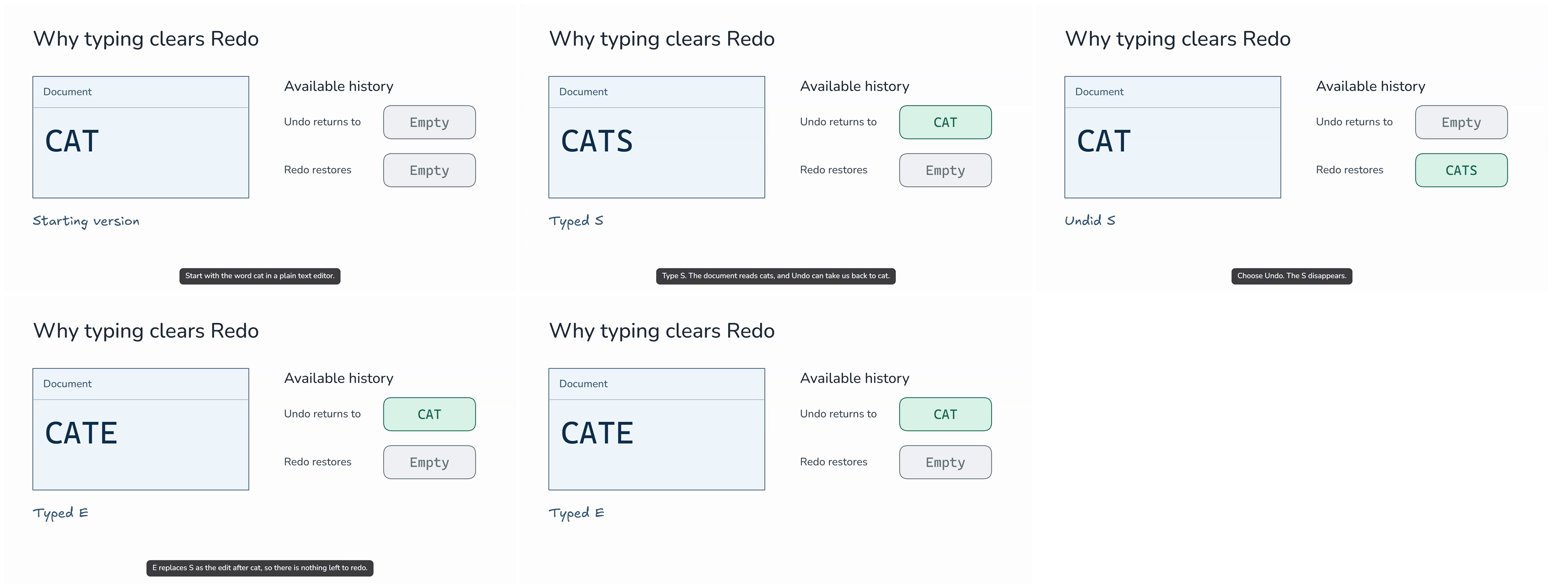 Why typing clears Redo
Document
CAT
Available history
Undo returns to
Empty
Redo restores
Empty
Starting version
Start with the word cat in a plain text editor.
Why typing clears Redo
Document
CATS
Available history
Undo returns to
CAT
Redo restores
Empty
Typed S
Type S. The document reads cats, and Undo can take us back to cat.
Why typing clears Redo
Document
CAT
Available history
Undo returns to
Empty
Redo restores
CATS
Undid S
Choose Undo. The S disappears.
Why typing clears Redo
Document
CATE
Available history
Undo returns to
CAT
Redo restores
Empty
Typed E
E replaces S as the edit after cat, so there is nothing left to redo.
Why typing clears Redo
Document
CATE
Available history
Undo returns to
CAT
Redo restores
Empty
Typed E